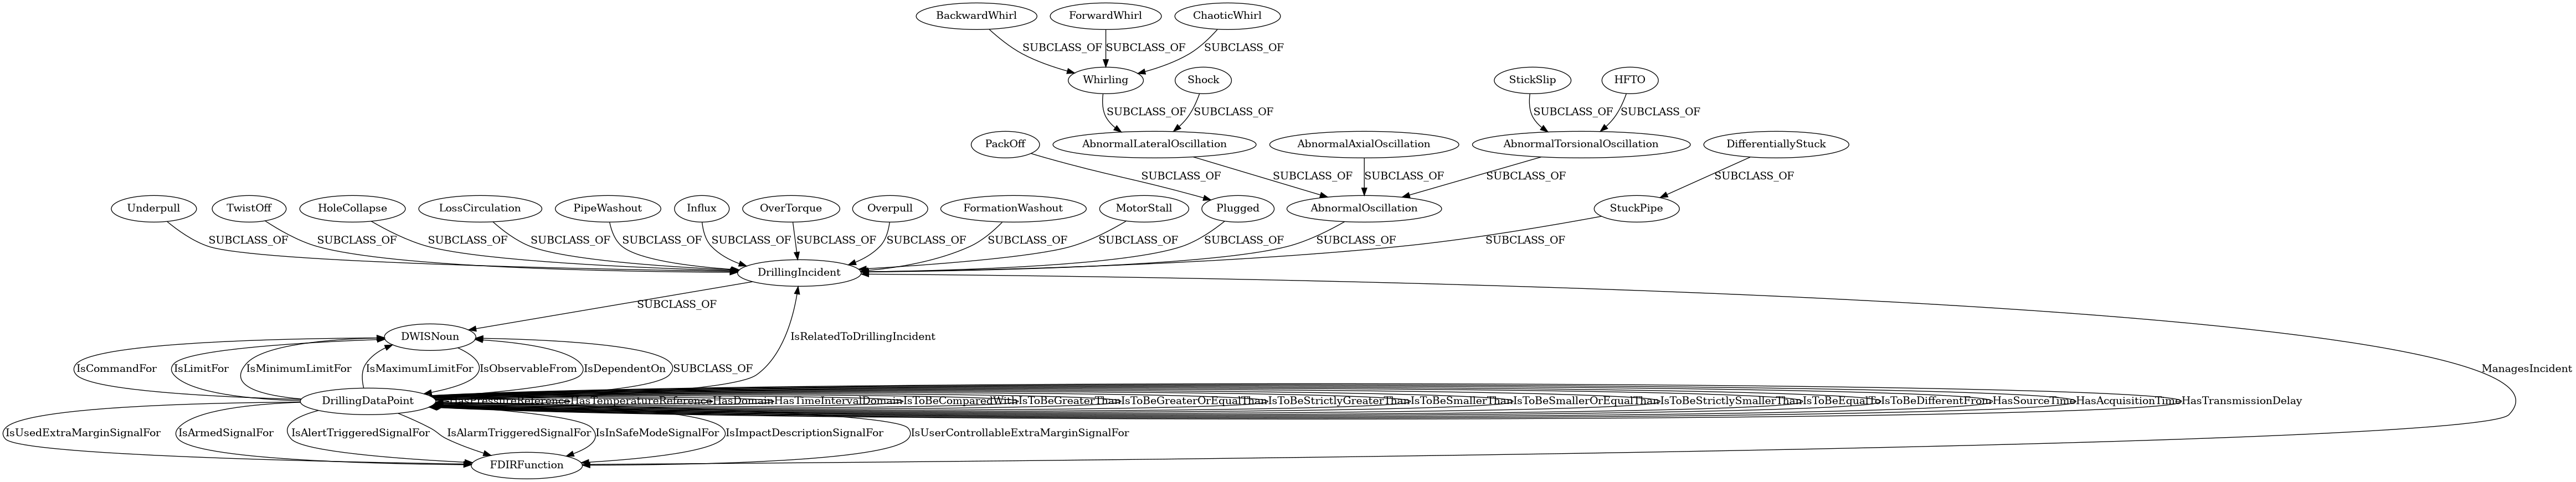 BackwardWhirl
ForwardWhirl
ChaoticWhirl
SUBCLASS_OF
SUBCLASS_OF
SUBCLASS_OF
Whirling
Shock
StickSlip
HFTO
SUBCLASS_OF
SUBCLASS_OF
SUBCLASS_OF
SUBCLASS_OF
PackOff
AbnormalLateralOscillation
AbnormalAxialOscillation
AbnormalTorsionalOscillation
DifferentiallyStuck
SUBCLASS_OF
SUBCLASS_OF
SUBCLASS_OF
SUBCLASS_OF
SUBCLASS_OF
Underpull
TwistOff
HoleCollapse
LossCirculation
PipeWashout
Influx
OverTorque
Overpull
FormationWashout
MotorStall
Plugged
AbnormalOscillation
StuckPipe
SUBCLASS_OF
SUBCLASS_OF
SUBCLASS_OF
SUBCLASS_OF
SUBCLASS_OF
SUBCLASS_OF
SUBCLASS_OF
SUBCLASS_OF
SUBCLASS_OF
SUBCLASS_OF
SUBCLASS_OF
SUBCLASS_OF
SUBCLASS_OF
DrillingIncident
SUBCLASS_OF
DWISNoun
IsRelatedToDrillingIncident
IsCommandFor
IsLimitFor
IsMinimumLimitFor
IsMaximumLimitFor
IsObservableFrom
IsDependentOn
SUBCLASS_OF
ManagesIncident
DrillingDataPoint
HasPressureReference
HasTemperatureReference
HasDomain
HasTimeIntervalDomain
IsToBeComparedWith
IsToBeGreaterThan
IsToBeGreaterOrEqualThan
IsToBeStrictlyGreaterThan
IsToBeSmallerThan
IsToBeSmallerOrEqualThan
IsToBeStrictlySmallerThan
IsToBeEqualTo
IsToBeDifferentFrom
HasSourceTime
HasAcquisitionTime
HasTransmissionDelay
IsUsedExtraMarginSignalFor
IsArmedSignalFor
IsAlertTriggeredSignalFor
IsAlarmTriggeredSignalFor
IsInSafeModeSignalFor
IsImpactDescriptionSignalFor
IsUserControllableExtraMarginSignalFor
FDIRFunction